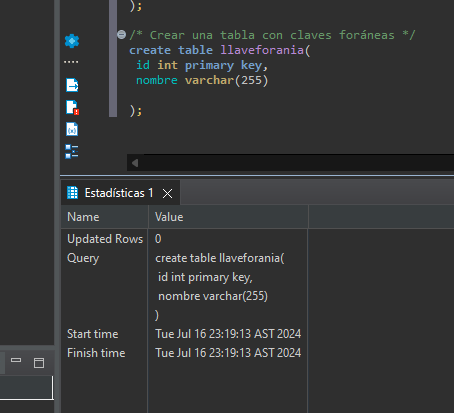 );
/* Crear una tabla con claves foráneas */
create table llaveforania(
id int primary key,
nombre varchar(255)
);
Estadísticas 1
Name Value
Updated Rows 0
Query create table llaveforania(
id int primary key,
nombre varchar(255)
)
Start time Tue Jul 16 23:19:13 AST 2024
Finish time Tue Jul 16 23:19:13 AST 2024